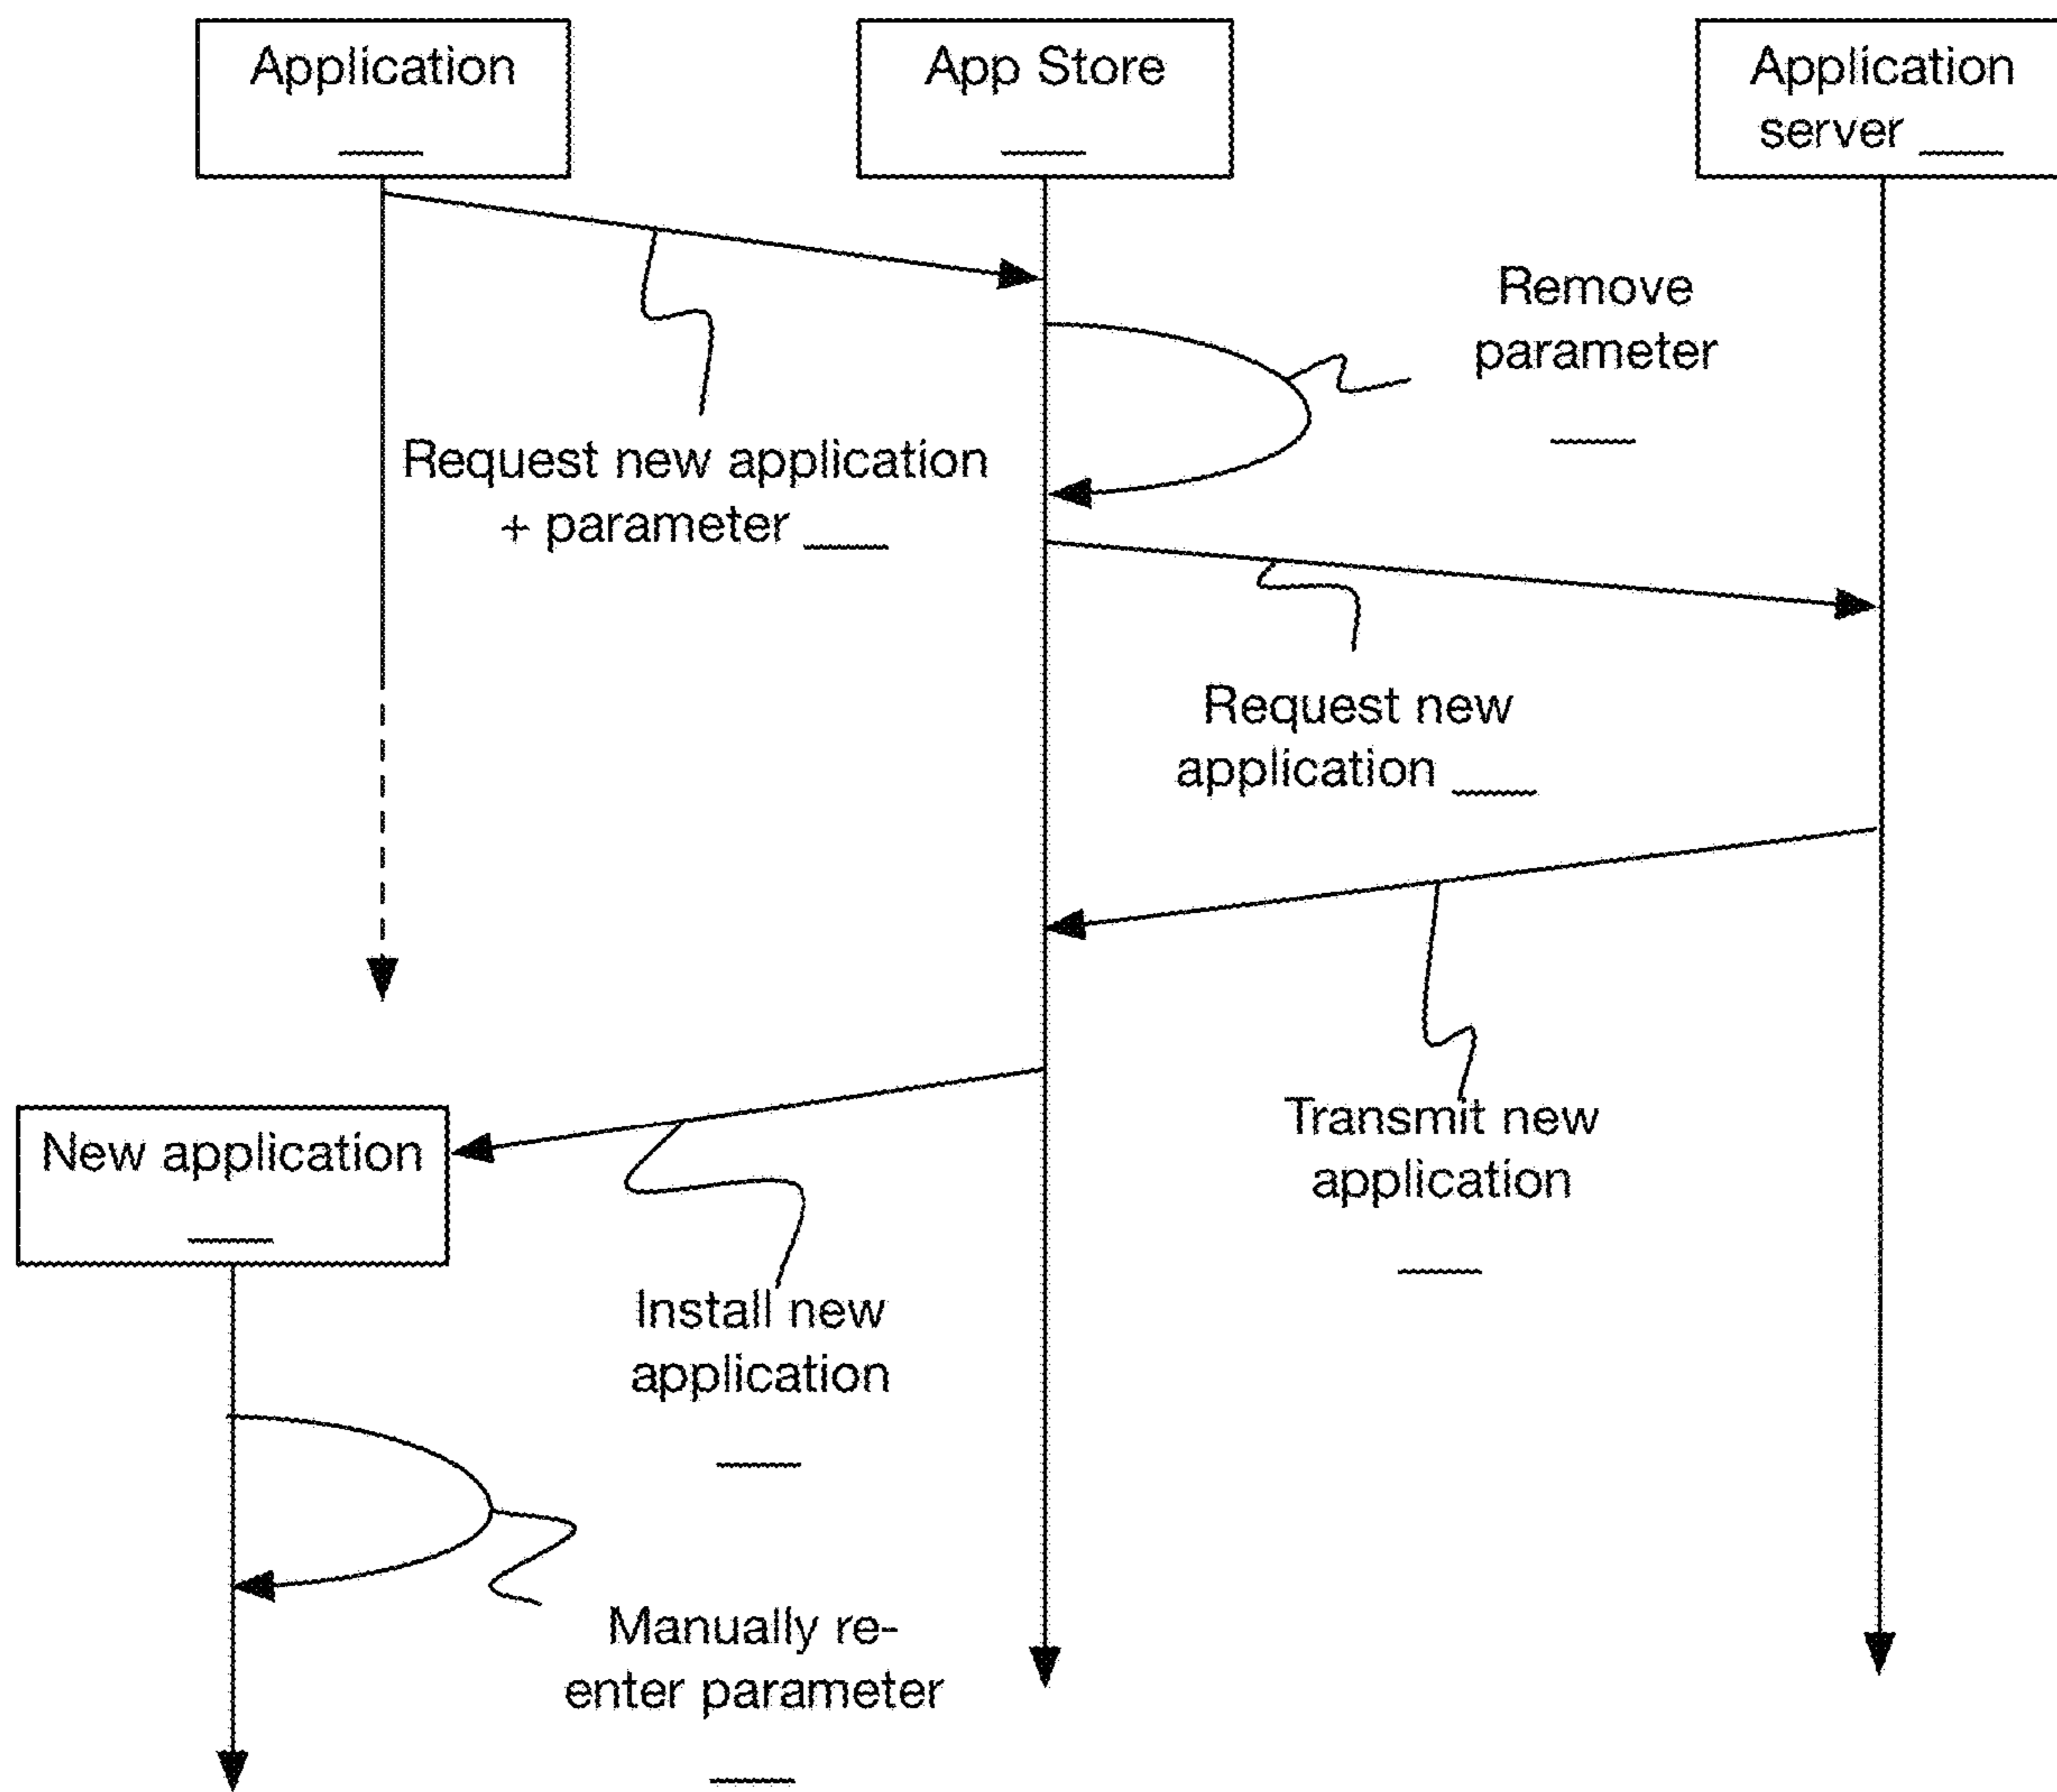 Application
App Store
Application
server
Remove
parameter
Request new application
+ parameter
Request new
application
Transmit new
application
New application
Install new
application
Manually re-
enter parameter